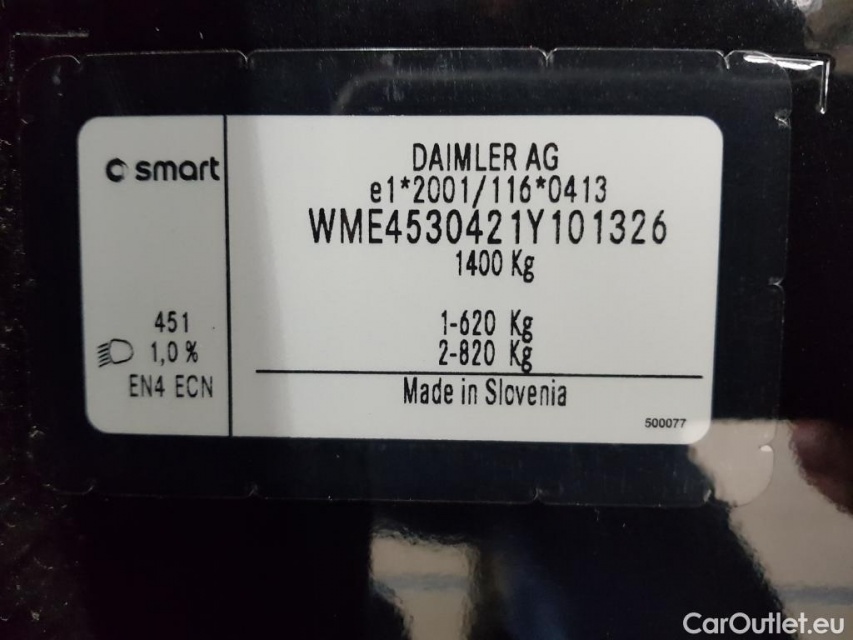 smart
451
1,0 %
EN4 ECN
DAIMLER AG
e1*2001/116*0413
WME4530421Y101326
1400 Kg
1-620 Kg
2-820 Kg
Made in Slovenia
500077
CarOutlet.eu